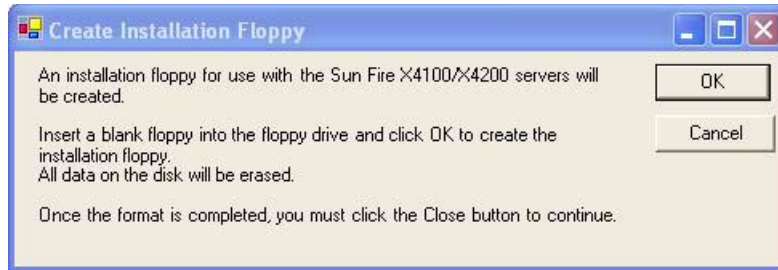 Create Installation Floppy
An installation floppy for use with the Sun Fire X4100/X4200 servers will
be created.
OK
Insert a blank floppy into the floppy drive and click OK to create the
installation floppy.
All data on the disk will be erased.
Cancel
Once the format is completed, you must click the Close button to continue.